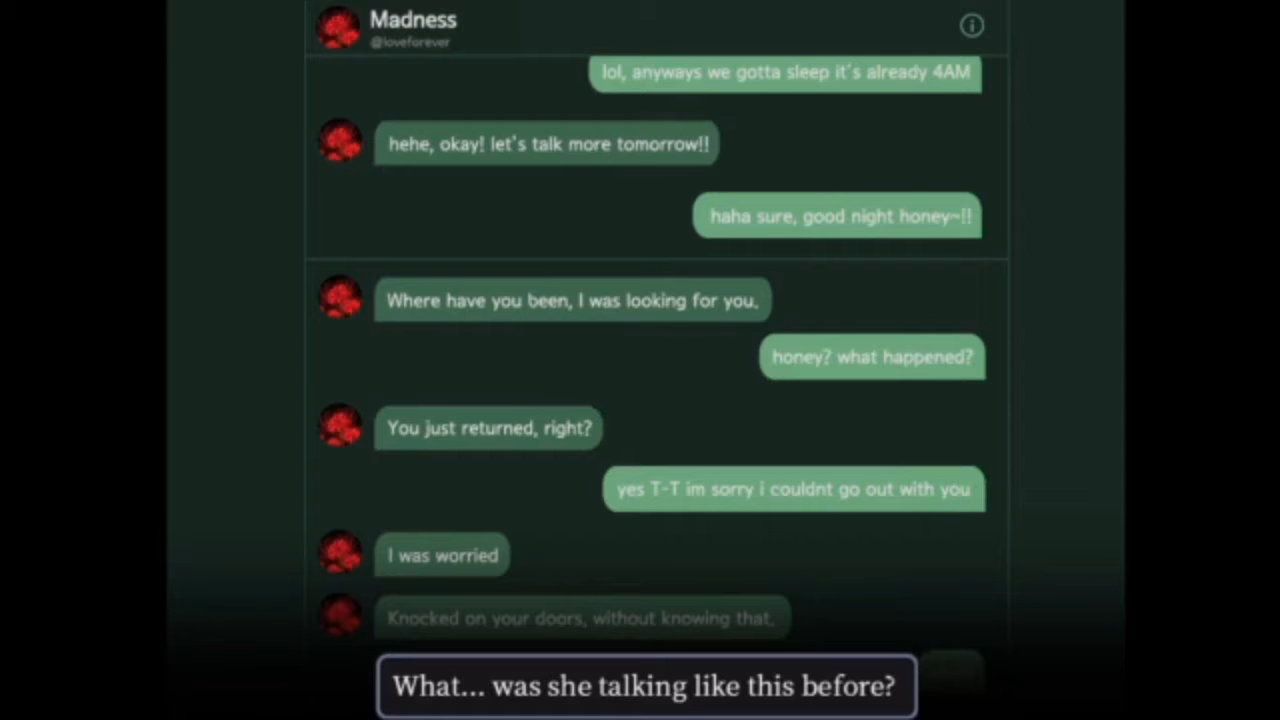 Madness
@loveforever
lol, anyways we gotta sleep it's already 4AM
hehe, okay! let's talk more tomorrow!!
haha sure, good night honey~!!
Where have you been, I was looking for you.
honey? what happened?
You just returned, right?
yes T-T im sorry i couldnt go out with you
I was worried
Knocked on your doors, without knowing that.
What... was she talking like this before?